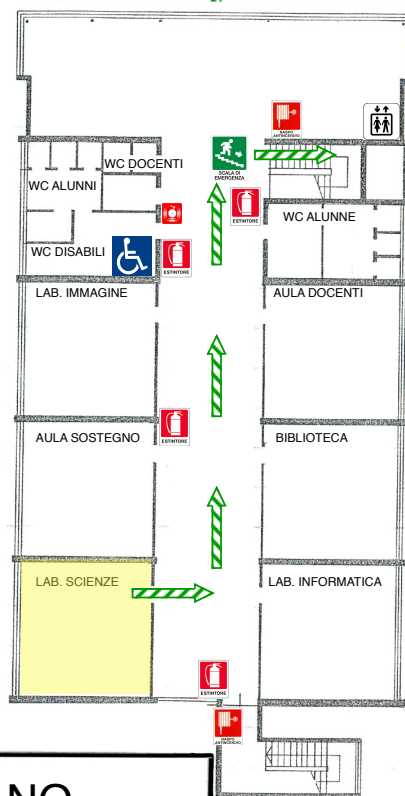 NASPO
ANTINCENDIO
WC DOCENTI
SCALA DI
EMERGENZA
WC ALUNNI
ESTINTORE
WC ALUNNE
WC DISABILI
ESTINTORE
LAB. IMMAGINE
AULA DOCENTI
ESTINTORE
AULA SOSTEGNO
BIBLIOTECA
LAB. SCIENZE
LAB. INFORMATICA
ESTINTORE
NASPO
ANTINCENDIO
NO